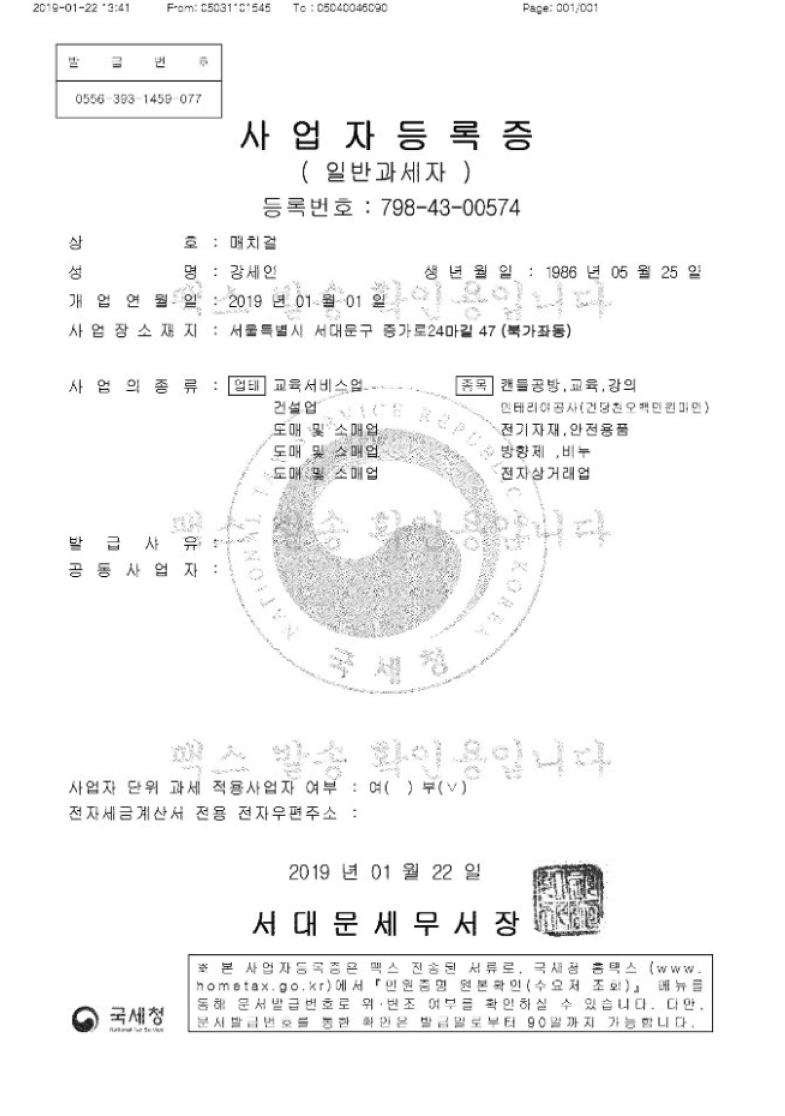 2019-01-22 13:41 From: 05031101545 To : 05040046090 Page: 001/001
발 급 번 호
0556-393-1459-077
사 업 자 등 록 증
( 일반과세자 )
등록번호 : 798-43-00574
상 호 : 매치걸
성 명 : 강세인 생 년 월 일 : 1986 년 05 월 25 일
개 업 연 월 일 : 2019 년 01 월 01 일
팩스 발송 확인용입니다
사 업 장 소 재 지 : 서울특별시 서대문구 증가로24마길 47 (북가좌동)
사 업 의 종 류 : 업태 교육서비스업 종목 캔들공방,교육,강의
건설업 인테리어공사(건당천오백만원미만)
도매 및 소매업 전기자재,안전용품
도매 및 소매업 방향제 ,비누
도매 및 소매업 전자상거래업
NATIONAL TAX SERVICE REPUBLIC OF KOREA
팩스 발송 확인용입니다
발 급 사 유 :
공 동 사 업 자 :
국세청
팩스 발송 확인용입니다
사업자 단위 과세 적용사업자 여부 : 여( ) 부(∨)
전자세금계산서 전용 전자우편주소 :
2019 년 01 월 22 일
서 대 문 세 무 서 장
※ 본 사업자등록증은 팩스 전송된 서류로, 국세청 홈택스 (www.
hometax.go.kr)에서 『민원증명 원본확인(수요처 조회)』 메뉴를
통해 문서발급번호로 위·변조 여부를 확인하실 수 있습니다. 다만,
문서발급번호를 통한 확인은 발급일로부터 90일까지 가능합니다.
국세청
National Tax Service